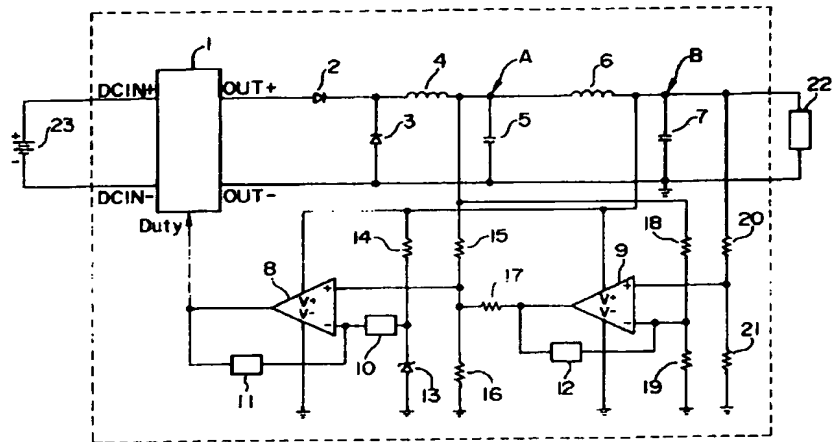 1
2
4
A
6
B
22
DCIN+
OUT+
+
23
-
3
5
7
DCIN-
OUT-
Duty
14
15
18
20
8
9
17
V+
V-
+
-
V+
V-
+
-
10
11
13
16
12
19
21